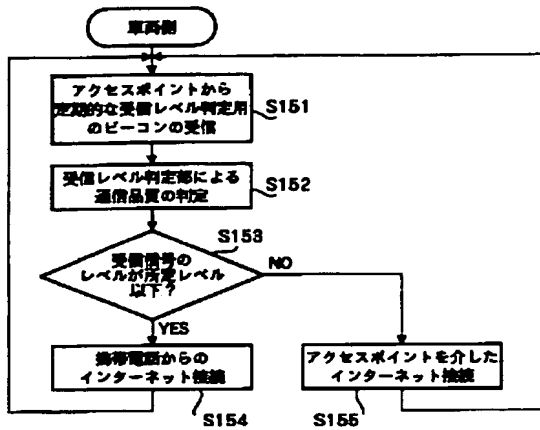 車両側
アクセスポイントから
定期的な受信レベル判定用
のビーコンの受信
S151
受信レベル判定部による
通信品質の判定
S152
S153
受信信号の
レベルが所定レベル
以下？
NO
YES
携帯電話からの
インターネット接続
S154
アクセスポイントを介した
インターネット接続
S155